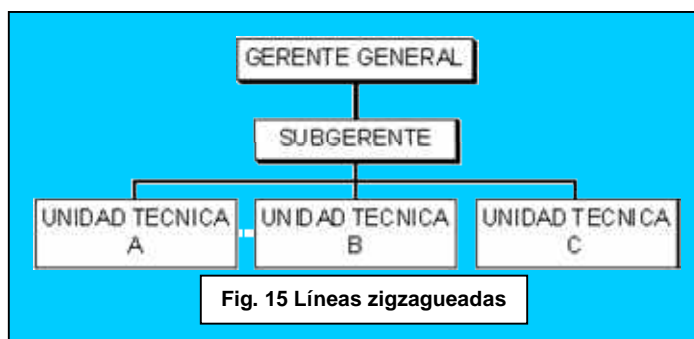 GERENTE GENERAL
SUBGERENTE
UNIDAD TECNICA
A
UNIDAD TECNICA
B
UNIDAD TECNICA
C
Fig. 15 Líneas zigzagueadas